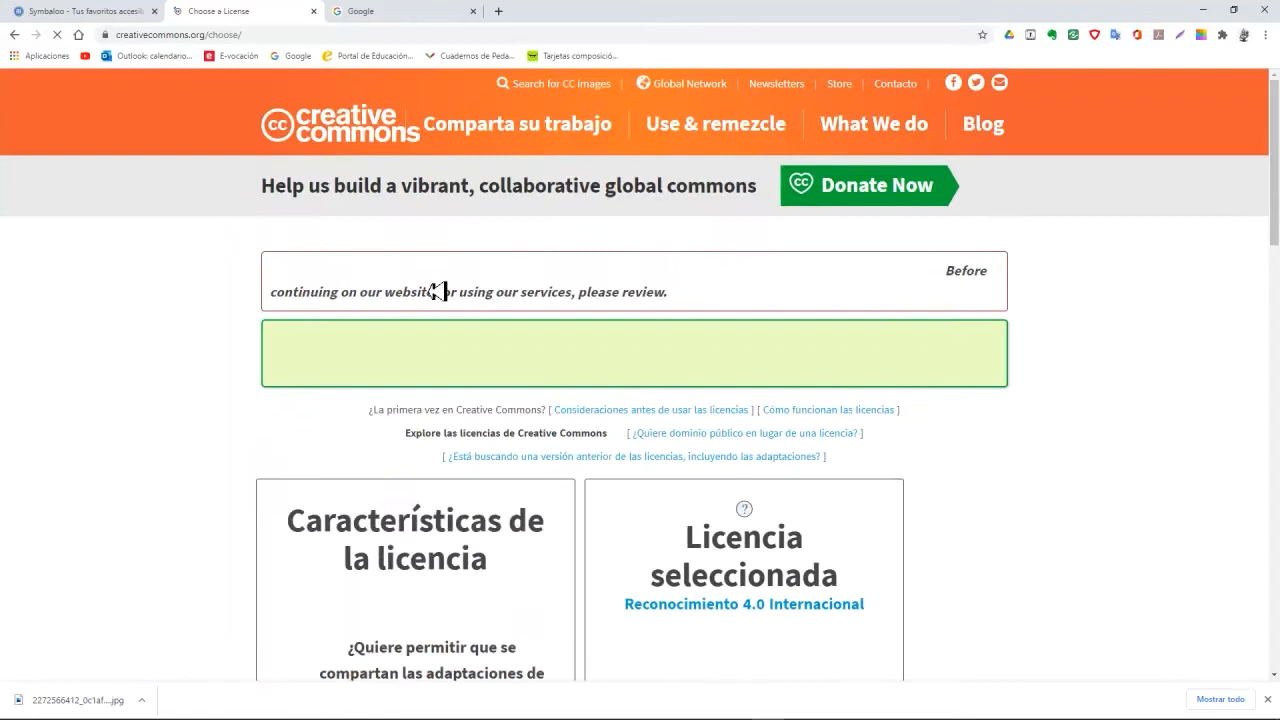 Symbaloo - Tus favoritos accesib
Choose a License
Google
creativecommons.org/choose/
Aplicaciones
Outlook: calendario...
E-vocación
Google
Portal de Educación...
Cuadernos de Peda...
Tarjetas composició...
Search for CC images
Global Network
Newsletters
Store
Contacto
cc creative commons
Comparta su trabajo
Use & remezcle
What We do
Blog
Help us build a vibrant, collaborative global commons
Donate Now
Before
continuing on our website or using our services, please review.
¿La primera vez en Creative Commons? [ Consideraciones antes de usar las licencias ] [ Cómo funcionan las licencias ]
Explore las licencias de Creative Commons [ ¿Quiere dominio público en lugar de una licencia? ]
[ ¿Está buscando una versión anterior de las licencias, incluyendo las adaptaciones? ]
Características de
la licencia
¿Quiere permitir que se
compartan las adaptaciones de
Licencia
seleccionada
Reconocimiento 4.0 Internacional
2272566412_0c1af....jpg
Mostrar todo